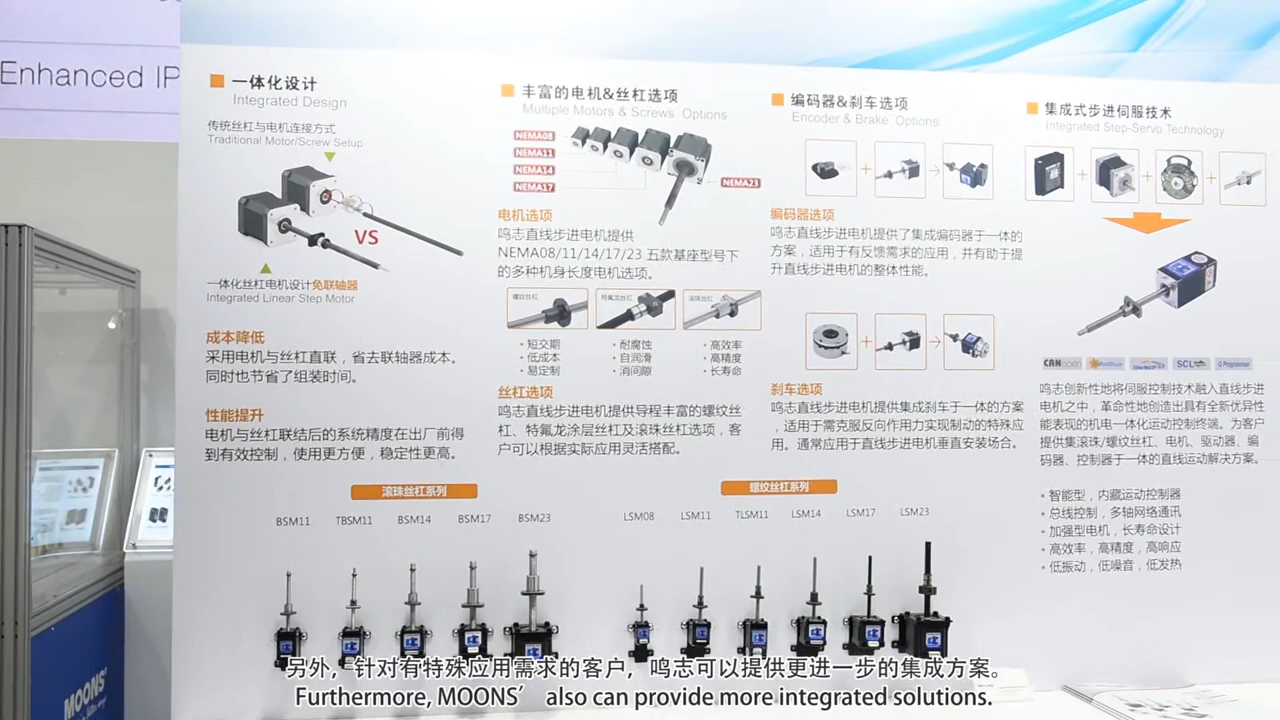 Enhanced IP
一体化设计
Integrated Design
传统丝杠与电机连接方式
Traditional Motor/Screw Setup
VS
一体化丝杠电机设计免联轴器
Integrated Linear Step Motor
成本降低
采用电机与丝杠直联，省去联轴器成本。
同时也节省了组装时间。
性能提升
电机与丝杠联结后的系统精度在出厂前得
到有效控制，使用更方便，稳定性更高。
丰富的电机&丝杠选项
Multiple Motors & Screws Options
NEMA08
NEMA11
NEMA14
NEMA17
NEMA23
电机选项
鸣志直线步进电机提供
NEMA08/11/14/17/23 五款基座型号下
的多种机身长度电机选项。
螺纹丝杠
特氟龙丝杠
滚珠丝杠
·短交期
·低成本
·易定制
·耐腐蚀
·自润滑
·消间隙
·高效率
·高精度
·长寿命
丝杠选项
鸣志直线步进电机提供导程丰富的螺纹丝
杠、特氟龙涂层丝杠及滚珠丝杠选项，客
户可以根据实际应用灵活搭配。
编码器&刹车选项
Encoder & Brake Options
编码器选项
鸣志直线步进电机提供了集成编码器于一体的
方案，适用于有反馈需求的应用，并有助于提
升直线步进电机的整体性能。
刹车选项
鸣志直线步进电机提供集成刹车于一体的方案
，适用于需克服反向作用力实现制动的特殊应
用。通常应用于直线步进电机垂直安装场合。
集成式步进伺服技术
Integrated Step-Servo Technology
CANopen
SCL
Q Programmer
鸣志创新性地将伺服控制技术融入直线步进
电机之中，革命性地创造出具有全新优异性
能表现的机电一体化运动控制终端。为客户
提供集滚珠/螺纹丝杠、电机、驱动器、编
码器、控制器于一体的直线运动解决方案。
·智能型，内藏运动控制器
·总线控制，多轴网络通讯
·加强型电机，长寿命设计
·高效率，高精度，高响应
·低振动，低噪音，低发热
滚珠丝杠系列
BSM11 TBSM11 BSM14 BSM17 BSM23
螺纹丝杠系列
LSM08 LSM11 TLSM11 LSM14 LSM17 LSM23
MOONS'
另外，针对有特殊应用需求的客户，鸣志可以提供更进一步的集成方案。
Furthermore, MOONS' also can provide more integrated solutions.